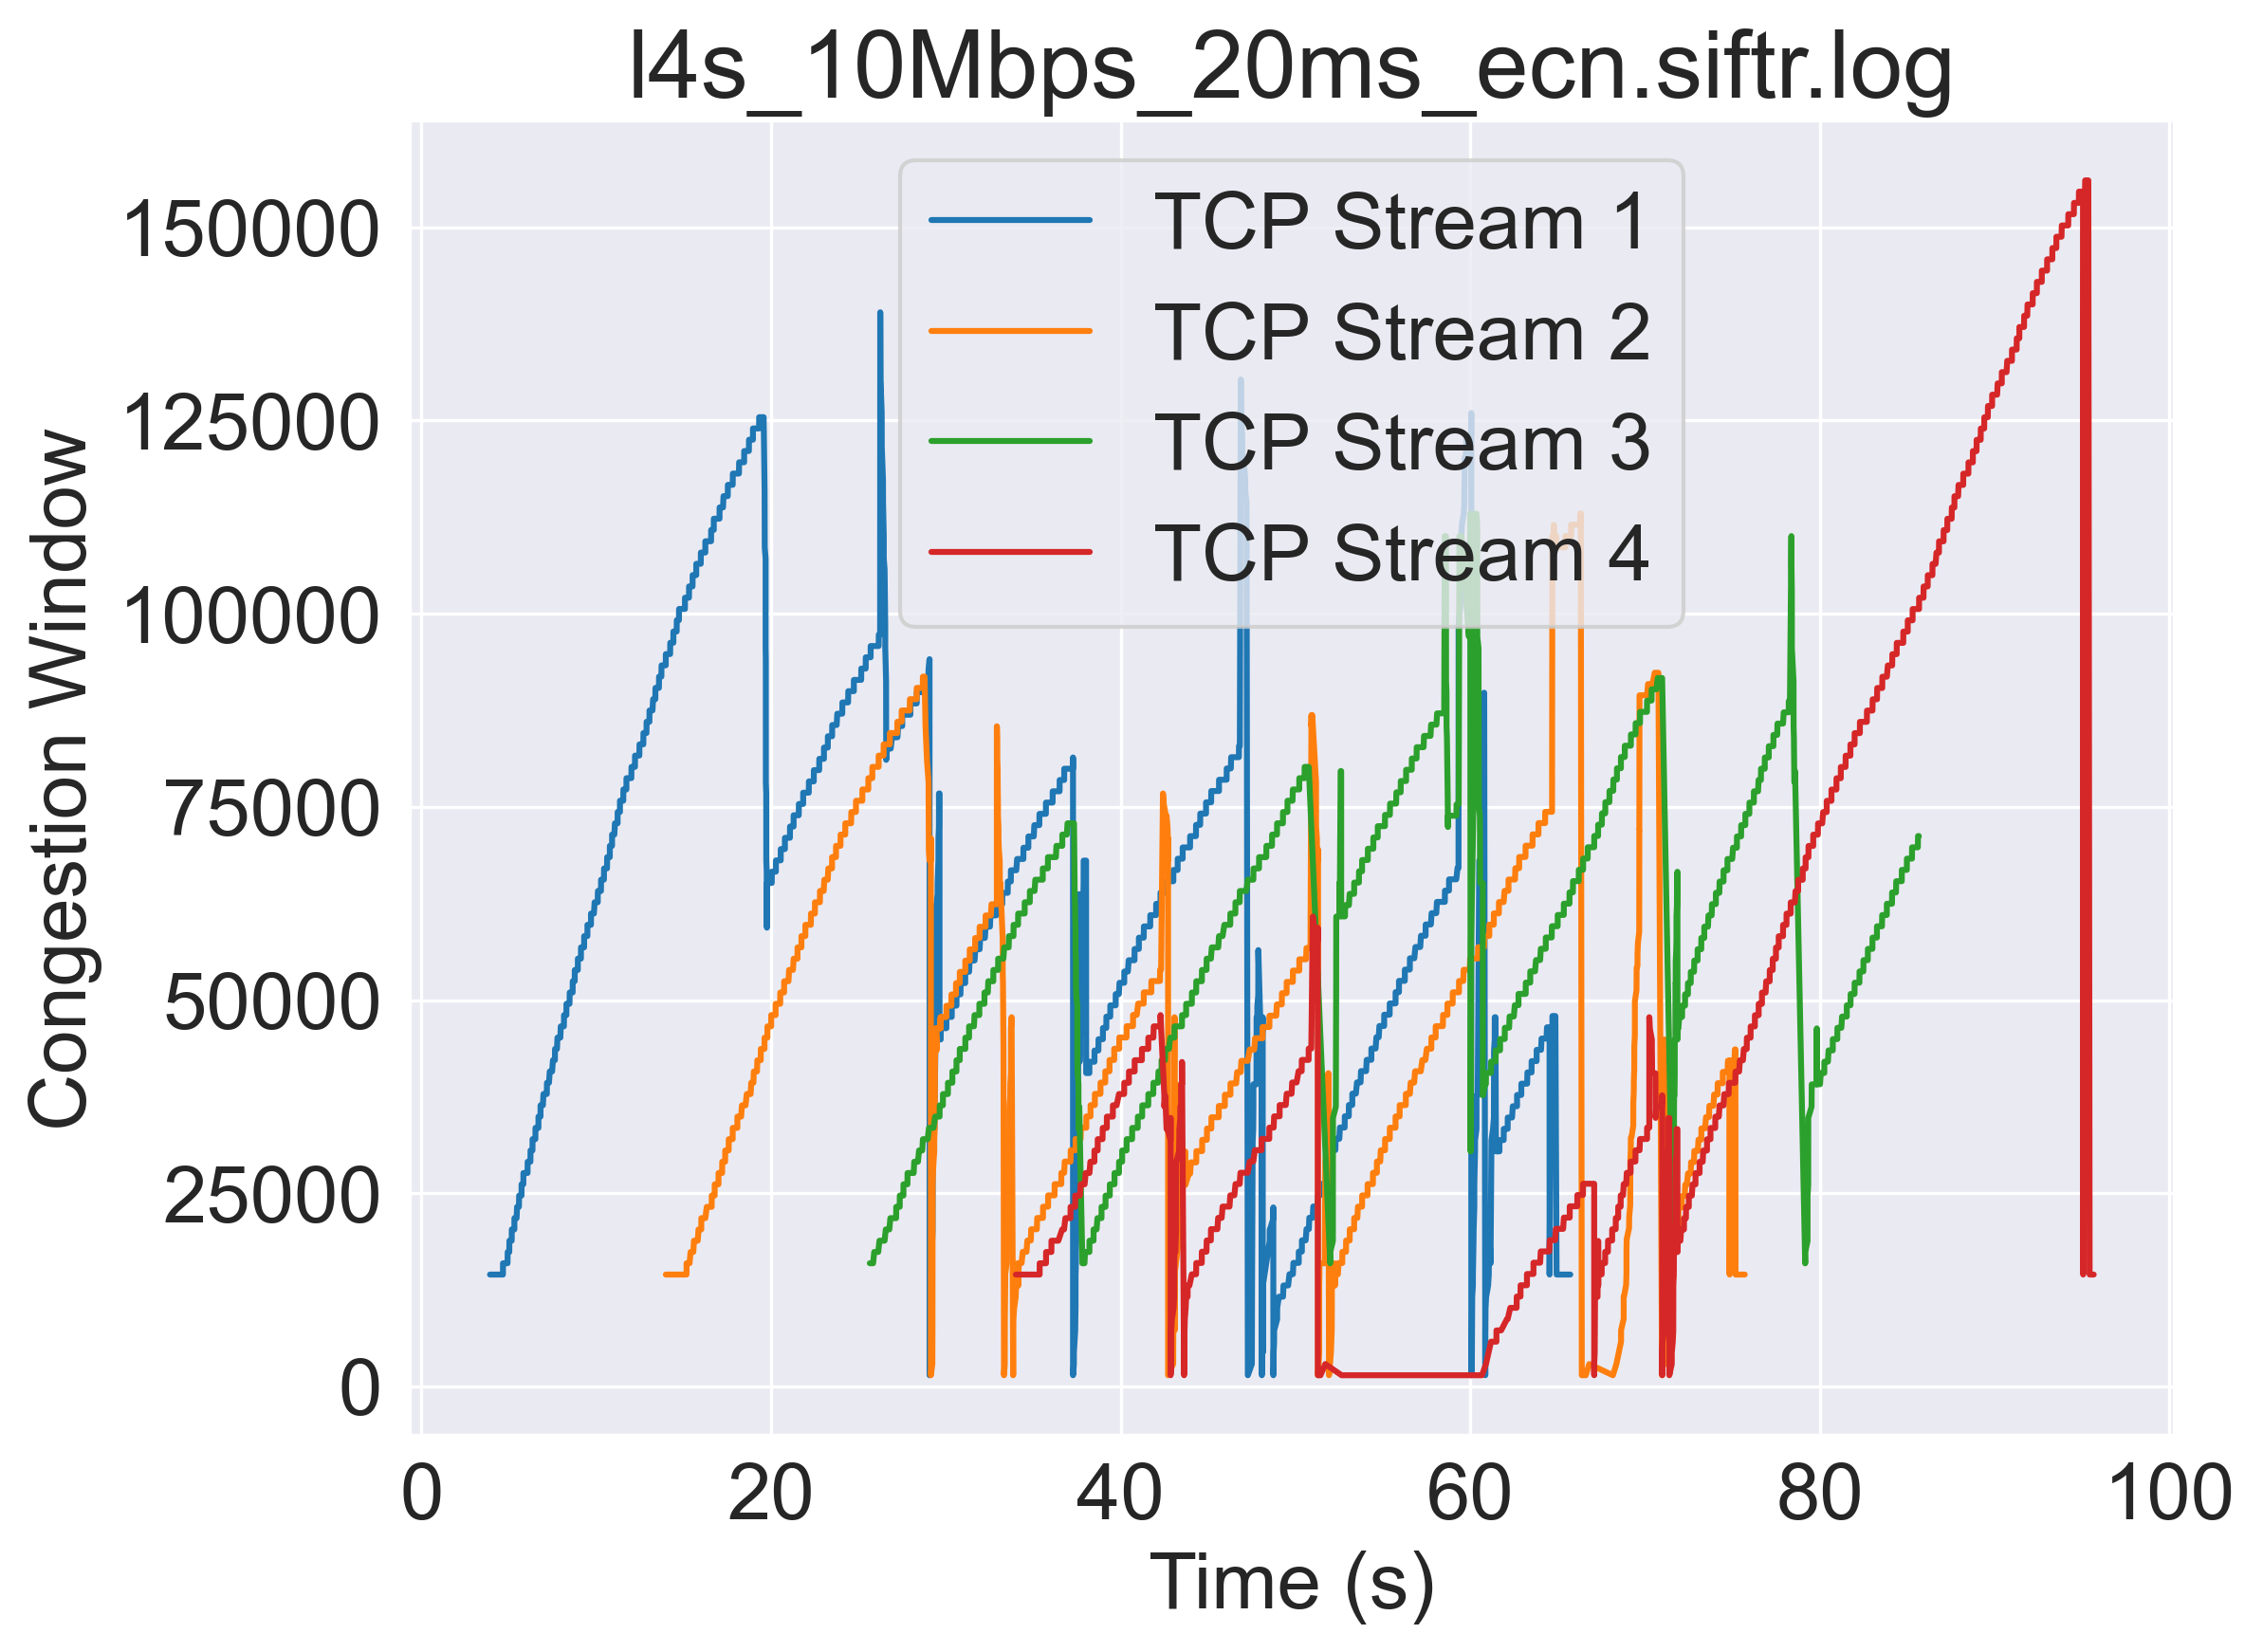 l4s_10Mbps_20ms_ecn.siftr.log
TCP Stream 1
TCP Stream 2
TCP Stream 3
TCP Stream 4
Congestion Window
150000
125000
100000
75000
50000
25000
0
0 20 40 60 80 100
Time (s)